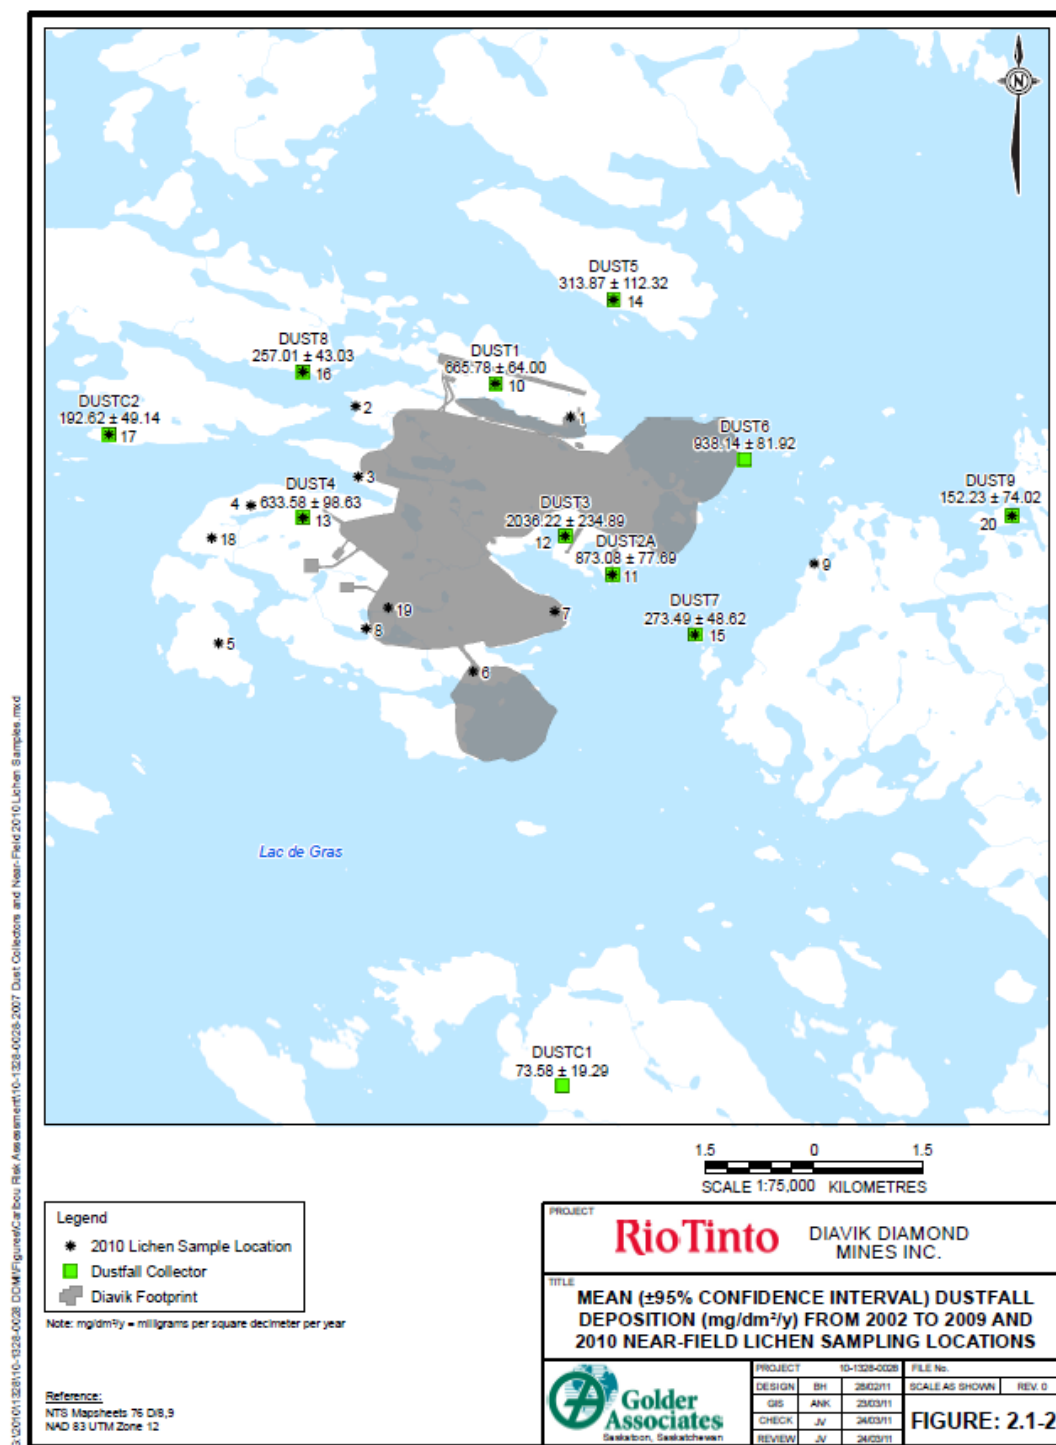 N
DUST5
313.87 ± 112.32
14
DUST8
257.01 ± 43.03
16
DUST1
665.78 ± 64.00
10
DUSTC2
192.62 ± 49.14
17
2
1
DUST6
938.14 ± 81.92
3
DUST4
633.58 ± 98.63
13
4
18
DUST3
2036.22 ± 234.89
12
DUST2A
873.08 ± 77.69
11
DUST9
152.23 ± 74.02
20
9
19
8
7
DUST7
273.49 ± 48.62
15
5
6
Lac de Gras
DUSTC1
73.58 ± 19.29
1.5 0 1.5
SCALE 1:75,000 KILOMETRES
Legend
2010 Lichen Sample Location
Dustfall Collector
Diavik Footprint
Note: mg/dm²/y = milligrams per square decimeter per year
Reference:
NTS Mapsheets 76 D/8,9
NAD 83 UTM Zone 12
PROJECT
RioTinto
DIAVIK DIAMOND
MINES INC.
TITLE
MEAN (±95% CONFIDENCE INTERVAL) DUSTFALL
DEPOSITION (mg/dm²/y) FROM 2002 TO 2009 AND
2010 NEAR-FIELD LICHEN SAMPLING LOCATIONS
Golder
Associates
Saskatoon, Saskatchewan
PROJECT 10-1328-0028 FILE No.
DESIGN BH 28/02/11 SCALE AS SHOWN REV. 0
GIS ANK 23/03/11
CHECK JV 24/03/11
REVIEW JV 24/03/11
FIGURE: 2.1-2